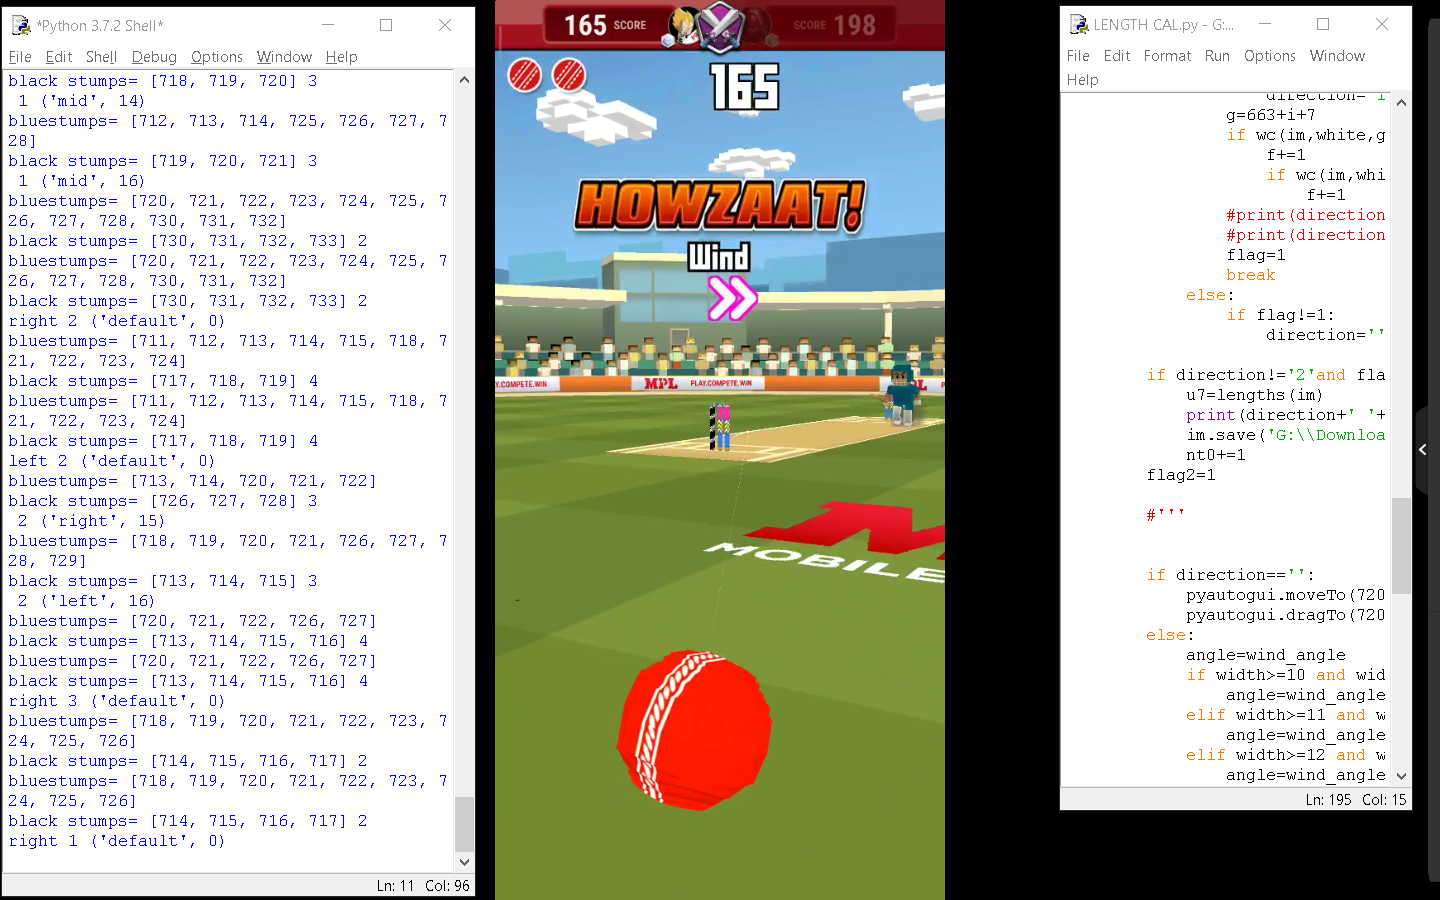 *Python 3.7.2 Shell*
File Edit Shell Debug Options Window Help
black stumps= [718, 719, 720] 3
 1 ('mid', 14)
bluestumps= [712, 713, 714, 725, 726, 727, 7
28]
black stumps= [719, 720, 721] 3
 1 ('mid', 16)
bluestumps= [720, 721, 722, 723, 724, 725, 7
26, 727, 728, 730, 731, 732]
black stumps= [730, 731, 732, 733] 2
bluestumps= [720, 721, 722, 723, 724, 725, 7
26, 727, 728, 730, 731, 732]
black stumps= [730, 731, 732, 733] 2
right 2 ('default', 0)
bluestumps= [711, 712, 713, 714, 715, 718, 7
21, 722, 723, 724]
black stumps= [717, 718, 719] 4
bluestumps= [711, 712, 713, 714, 715, 718, 7
21, 722, 723, 724]
black stumps= [717, 718, 719] 4
left 2 ('default', 0)
bluestumps= [713, 714, 720, 721, 722]
black stumps= [726, 727, 728] 3
 2 ('right', 15)
bluestumps= [718, 719, 720, 721, 726, 727, 7
28, 729]
black stumps= [713, 714, 715] 3
 2 ('left', 16)
bluestumps= [720, 721, 722, 726, 727]
black stumps= [713, 714, 715, 716] 4
bluestumps= [720, 721, 722, 726, 727]
black stumps= [713, 714, 715, 716] 4
right 3 ('default', 0)
bluestumps= [718, 719, 720, 721, 722, 723, 7
24, 725, 726]
black stumps= [714, 715, 716, 717] 2
bluestumps= [718, 719, 720, 721, 722, 723, 7
24, 725, 726]
black stumps= [714, 715, 716, 717] 2
right 1 ('default', 0)
Ln: 11 Col: 96
165 SCORE
SCORE 198
165
HOWZAAT!
Wind
MPL PLAY.COMPETE.WIN
MOBILE
LENGTH CAL.py - G:...
File Edit Format Run Options Window
Help
direction='i
g=663+i+7
if wc(im,white,g
f+=1
if wc(im,whi
f+=1
#print(direction
#print(direction
flag=1
break
else:
if flag!=1:
direction=''
if direction!='2'and fla
u7=lengths(im)
print(direction+' '+
im.save('G:\\Downloa
nt0+=1
flag2=1
#'''
if direction=='':
pyautogui.moveTo(720
pyautogui.dragTo(720
else:
angle=wind_angle
if width>=10 and wid
angle=wind_angle
elif width>=11 and w
angle=wind_angle
elif width>=12 and w
angle=wind_angle
Ln: 195 Col: 15